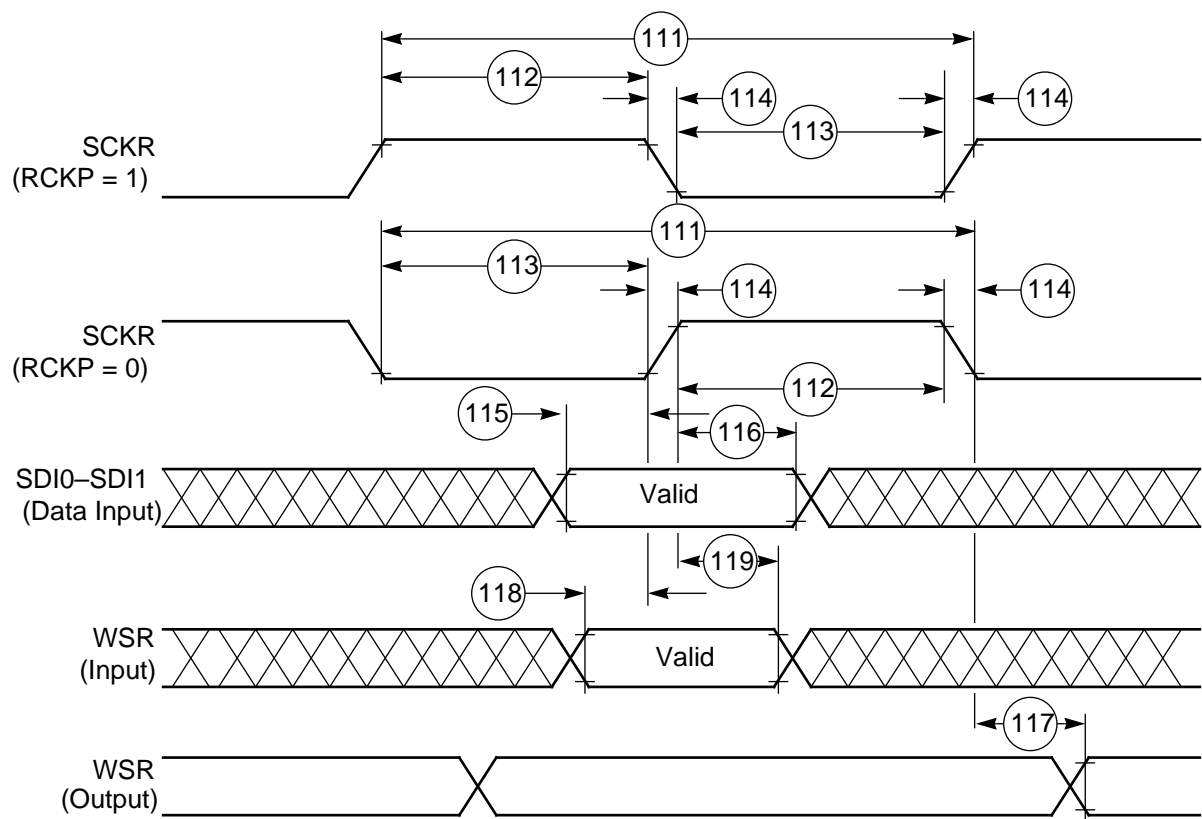 111
112
114
114
113
SCKR
(RCKP = 1)
111
113
114
114
SCKR
(RCKP = 0)
112
115
116
SDI0–SDI1
(Data Input)
Valid
119
118
WSR
(Input)
Valid
117
WSR
(Output)